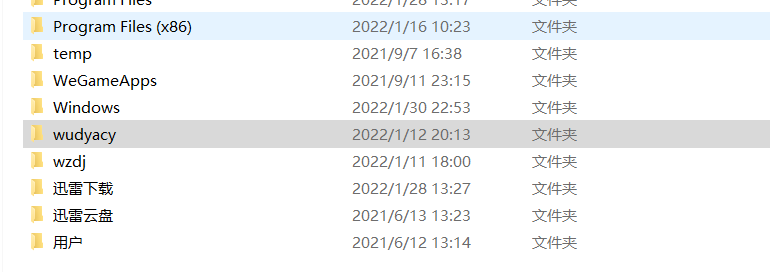 Program Files 2022/1/28 13:17 文件夹
Program Files (x86) 2022/1/16 10:23 文件夹
temp 2021/9/7 16:38 文件夹
WeGameApps 2021/9/11 23:15 文件夹
Windows 2022/1/30 22:53 文件夹
wudyacy 2022/1/12 20:13 文件夹
wzdj 2022/1/11 18:00 文件夹
迅雷下载 2022/1/28 13:27 文件夹
迅雷云盘 2021/6/13 13:23 文件夹
用户 2021/6/12 13:14 文件夹